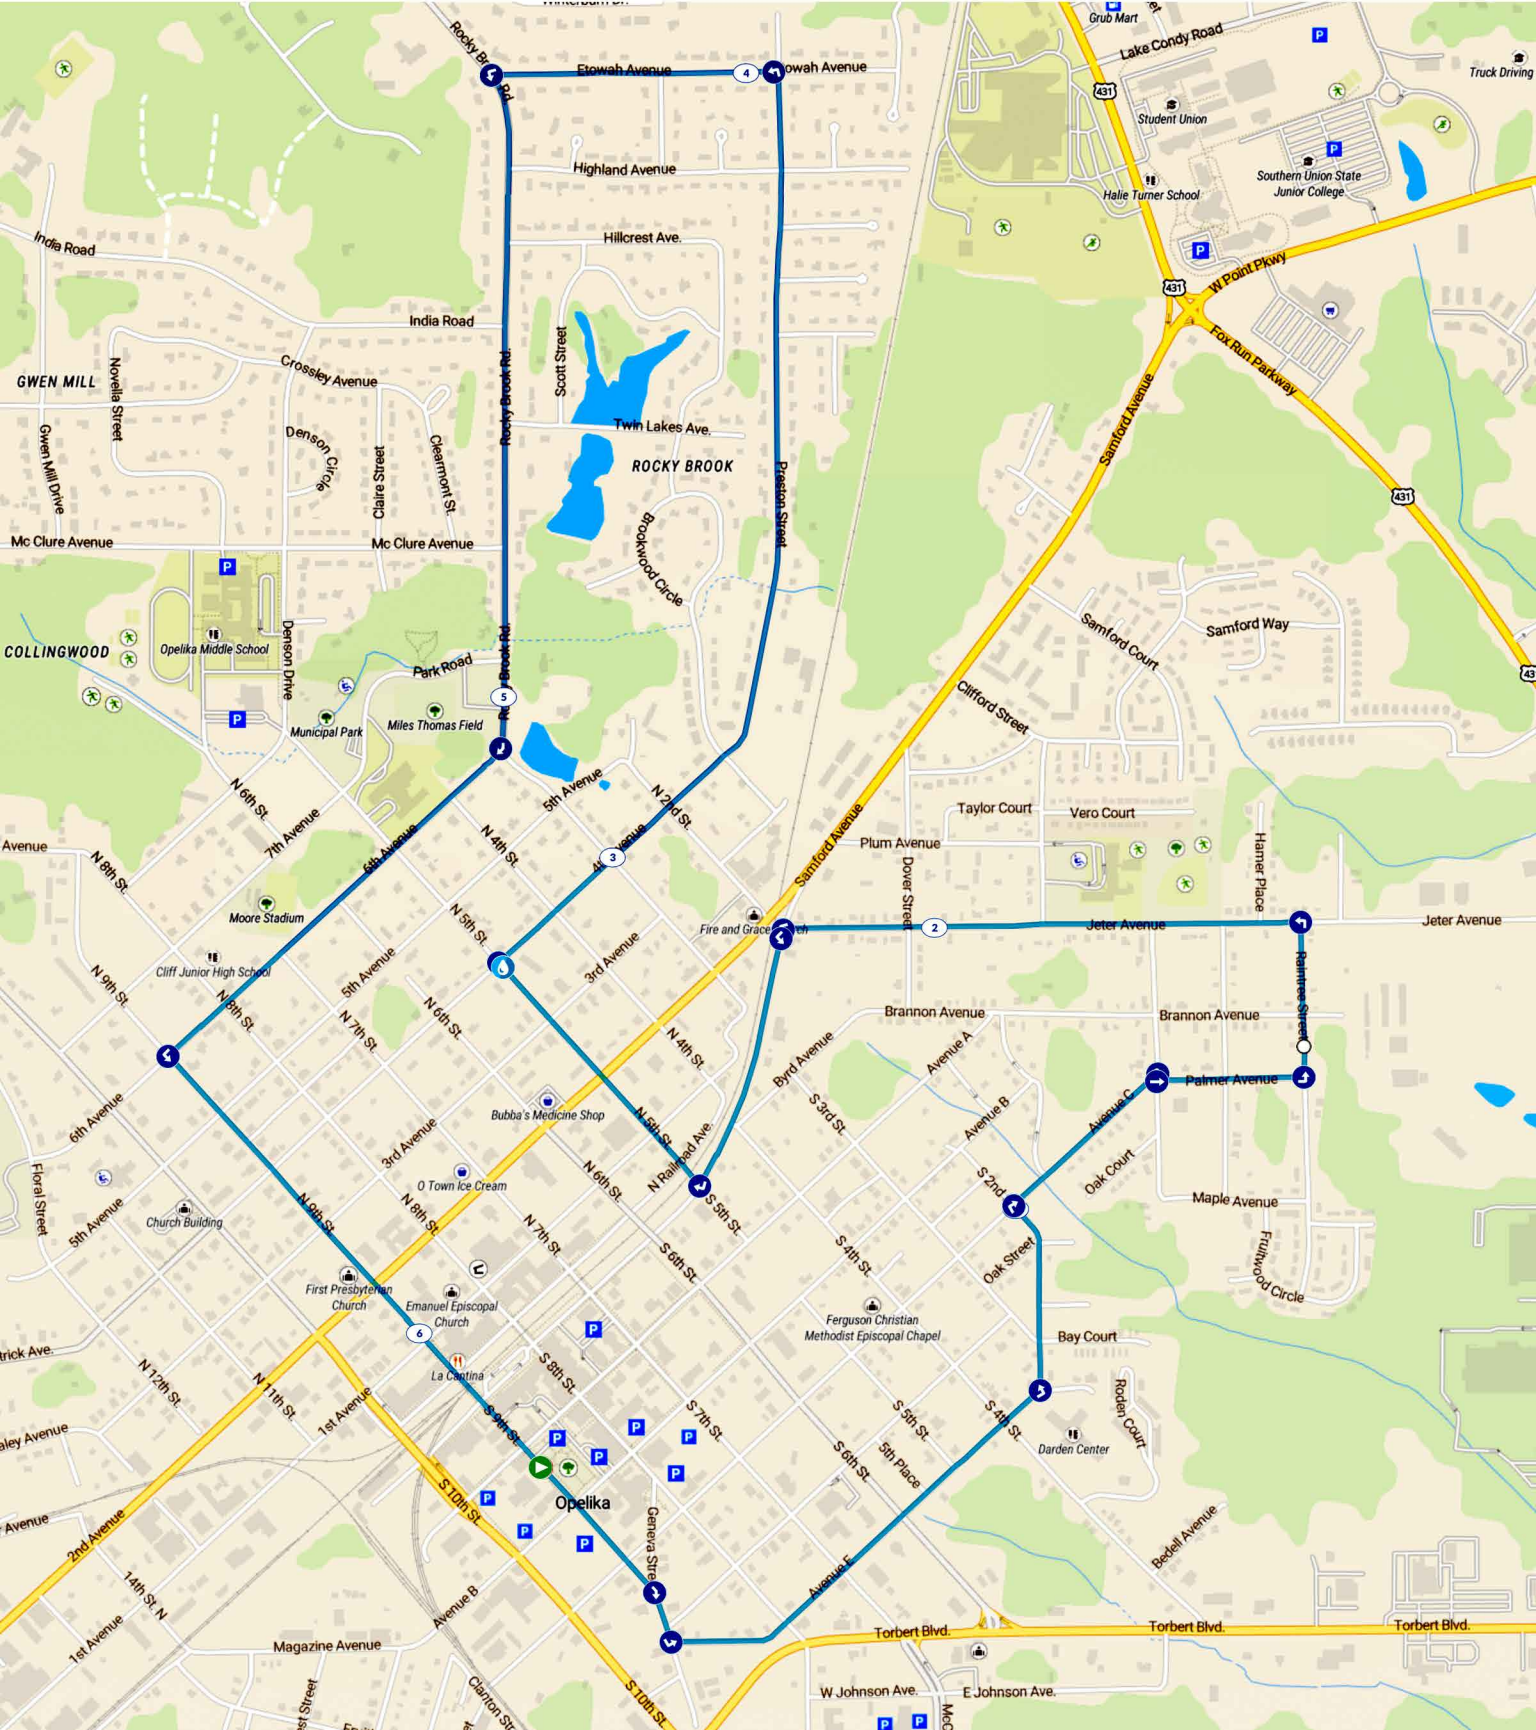 Winterburn Dr.
Grub Mart
Lake Condy Road
431
Truck Driving
Student Union
Etowah Avenue
4
owah Avenue
Highland Avenue
Halie Turner School
Southern Union State
Junior College
India Road
Hillcrest Ave.
W Point Pkwy
431
India Road
Fox Run Parkway
GWEN MILL
Novella Street
Crossley Avenue
Rocky Brook Rd.
Scott Street
Samford Avenue
Twin Lakes Ave.
Gwen Mill Drive
Denson Circle
Claire Street
Clearmont St.
ROCKY BROOK
Preston Street
431
Brookwood Circle
Mc Clure Avenue
Mc Clure Avenue
COLLINGWOOD
Opelika Middle School
Denson Drive
Park Road
5
Samford Court
Samford Way
Clifford Street
Municipal Park
Miles Thomas Field
N 6th St.
7th Avenue
5th Avenue
N 2nd St.
Taylor Court
Vero Court
Avenue
N 8th St.
6th Avenue
N 4th St.
3
Samford Avenue
Plum Avenue
Dover Street
Hamer Place
Moore Stadium
N 5th St.
3rd Avenue
2
Jeter Avenue
Jeter Avenue
Cliff Junior High School
N 9th St.
N 8th St.
5th Avenue
N 7th St.
N 6th St.
N 4th St.
Raintree Street
Brannon Avenue
Brannon Avenue
Byrd Avenue
Avenue A
Palmer Avenue
6th Avenue
Bubba's Medicine Shop
N 5th St.
S 3rd St.
Avenue B
Avenue C
3rd Avenue
N Railroad Ave.
O Town Ice Cream
N 6th St.
S 2nd
Oak Court
Floral Street
5th Avenue
Church Building
N 9th St.
N 8th St.
N 7th St.
S 5th St.
S 6th St.
S 4th St.
Oak Street
Maple Avenue
Fruitwood Circle
First Presbyterian
Church
Emanuel Episcopal
Church
6
Ferguson Christian
Methodist Episcopal Chapel
Bay Court
trick Ave.
La Cantina
S 8th St.
N 12th St.
N 11th St.
1st Avenue
S 9th St.
S 7th St.
S 5th St.
S 4th St.
Roden Court
Darden Center
aley Avenue
S 6th St.
5th Place
S 10th St.
Opelika
Geneva Stree
Avenue
2nd Avenue
Bedell Avenue
14th St. N
1st Avenue
Avenue B
Avenue E
Magazine Avenue
Torbert Blvd.
Torbert Blvd.
Torbert Blvd.
Clanton Str
S 10th St.
W Johnson Ave.
E Johnson Ave.